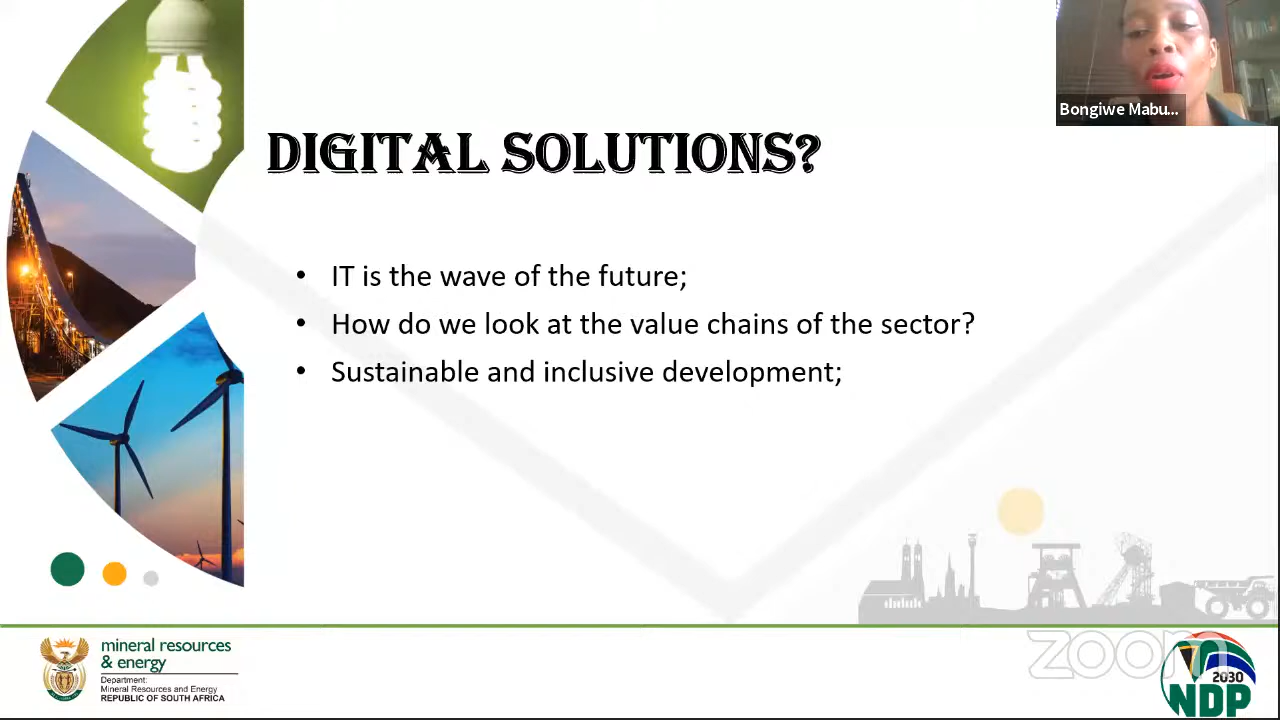 Bongiwe Mabu...
DIGITAL SOLUTIONS?
• IT is the wave of the future;
• How do we look at the value chains of the sector?
• Sustainable and inclusive development;
mineral resources
& energy
Department:
Mineral Resources and Energy
REPUBLIC OF SOUTH AFRICA
zoom
2030
NDP